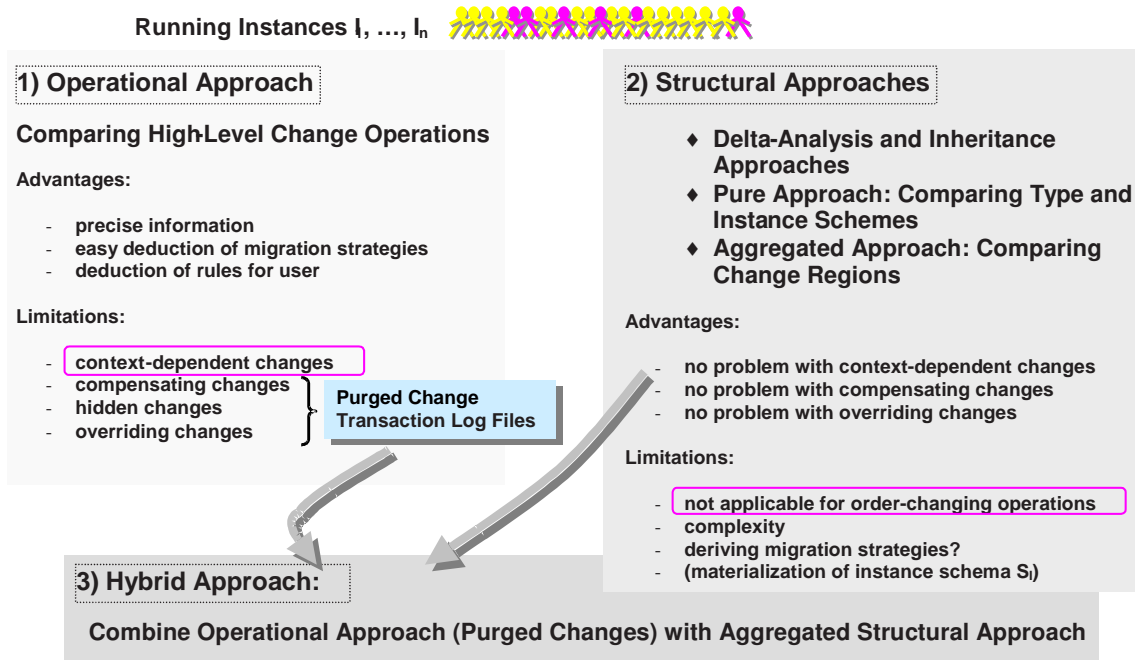 Running Instances I₁, …, Iₙ
1) Operational Approach
Comparing High-Level Change Operations
Advantages:
- precise information
- easy deduction of migration strategies
- deduction of rules for user
Limitations:
- context-dependent changes
- compensating changes
- hidden changes
- overriding changes
Purged Change
Transaction Log Files
2) Structural Approaches
♦ Delta-Analysis and Inheritance
Approaches
♦ Pure Approach: Comparing Type and
Instance Schemes
♦ Aggregated Approach: Comparing
Change Regions
Advantages:
- no problem with context-dependent changes
- no problem with compensating changes
- no problem with overriding changes
Limitations:
- not applicable for order-changing operations
- complexity
- deriving migration strategies?
- (materialization of instance schema Sᵢ)
3) Hybrid Approach:
Combine Operational Approach (Purged Changes) with Aggregated Structural Approach